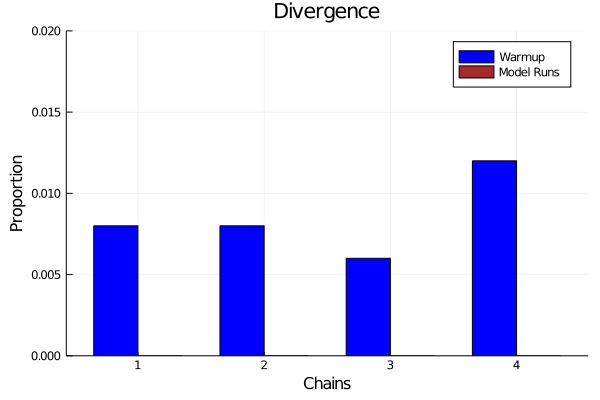 Divergence
0.020
0.015
0.010
0.005
0.000
Proportion
Warmup
Model Runs
1 2 3 4
Chains